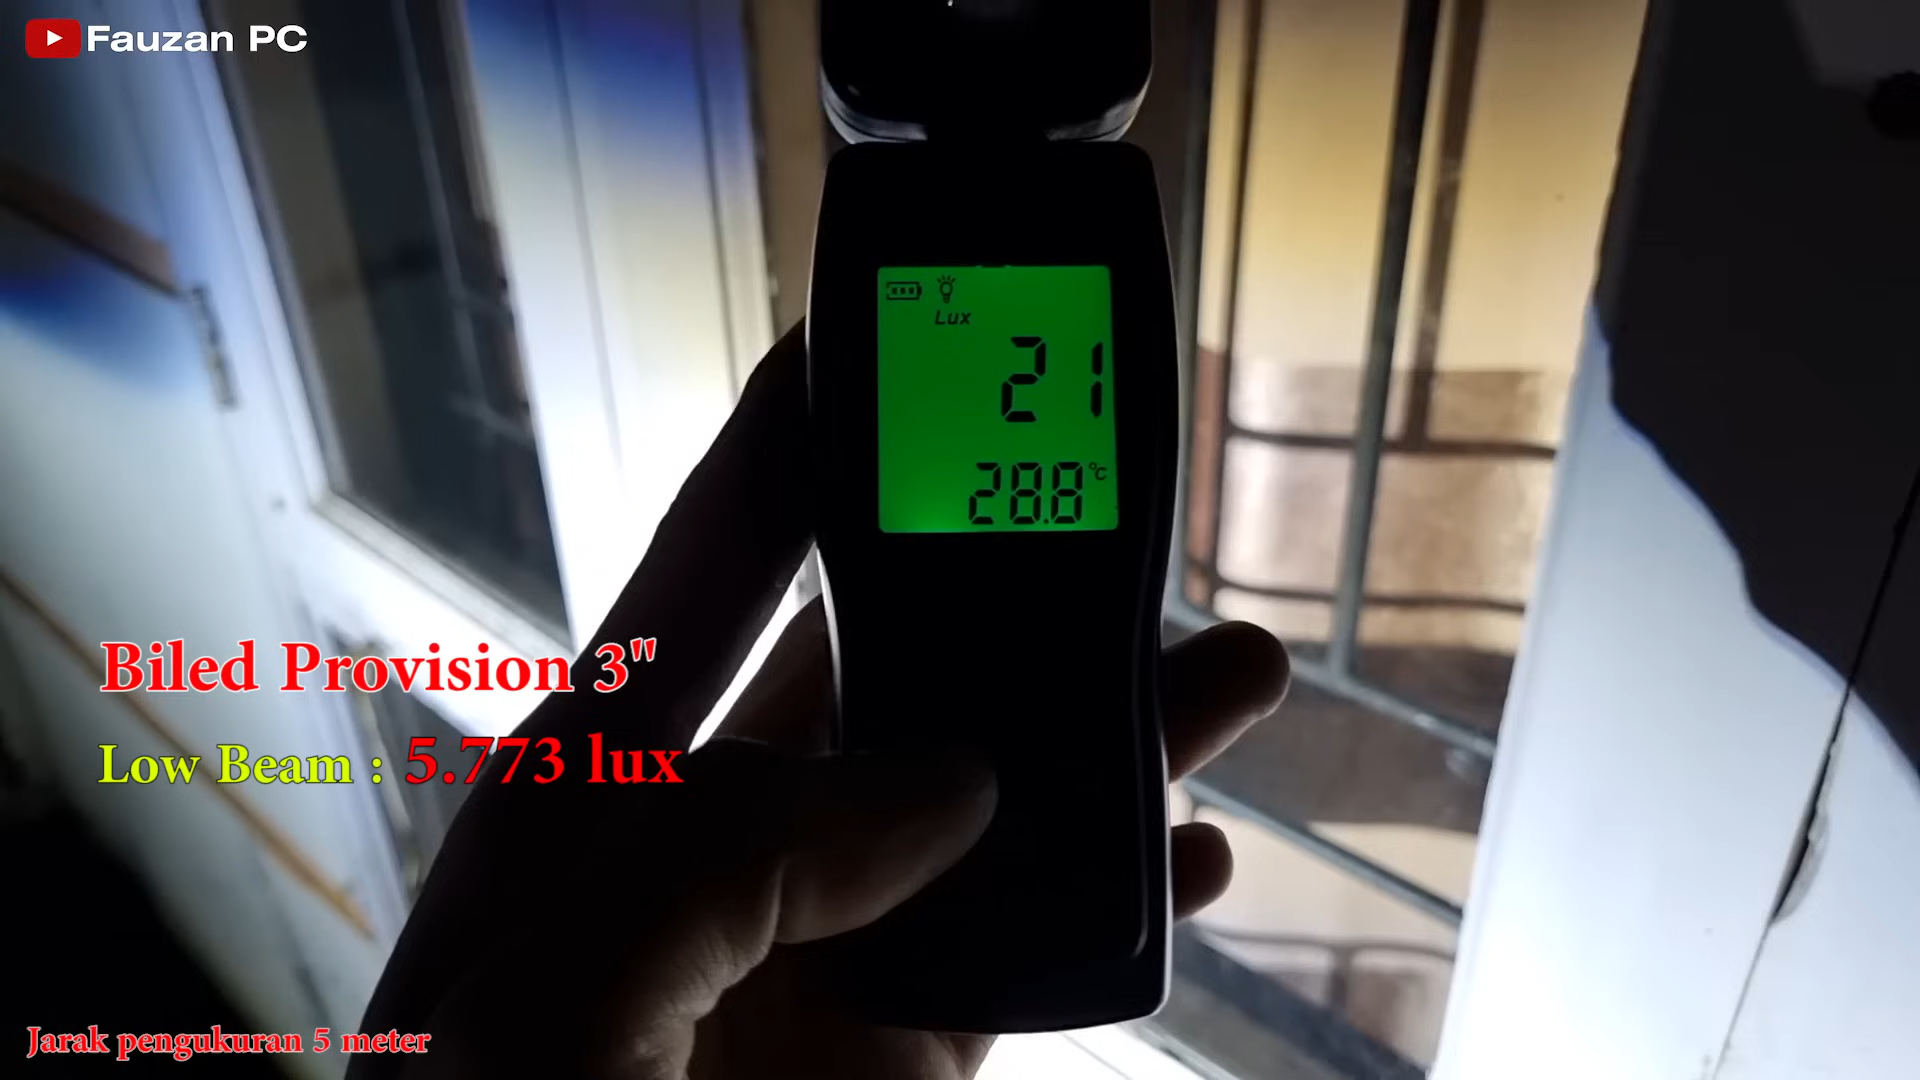 Fauzan PC
Lux
21
28.8 °C
Biled Provision 3"
Low Beam : 5.773 lux
Jarak pengukuran 5 meter